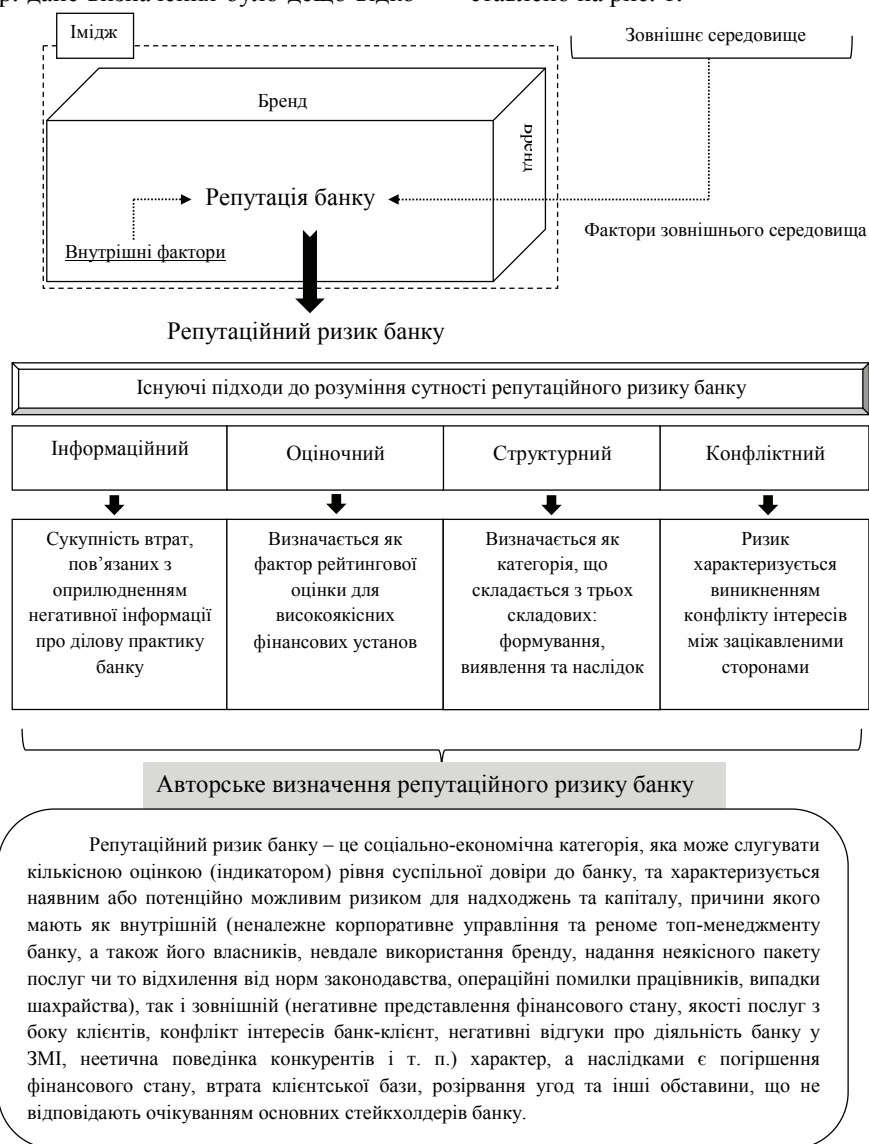 р. дане визначення було дещо відко-
ставлено на рис. 1.
Імідж
Зовнішнє середовище
Бренд
Бренд
Репутація банку
Внутрішні фактори
Фактори зовнішнього середовища
Репутаційний ризик банку
Існуючі підходи до розуміння сутності репутаційного ризику банку
Інформаційний
Оціночний
Структурний
Конфліктний
Сукупність втрат,
пов’язаних з
оприлюдненням
негативної інформації
про ділову практику
банку
Визначається як
фактор рейтингової
оцінки для
високоякісних
фінансових установ
Визначається як
категорія, що
складається з трьох
складових:
формування,
виявлення та наслідок
Ризик
характеризується
виникненням
конфлікту інтересів
між зацікавленими
сторонами
Авторське визначення репутаційного ризику банку
Репутаційний ризик банку – це соціально-економічна категорія, яка може слугувати
кількісною оцінкою (індикатором) рівня суспільної довіри до банку, та характеризується
наявним або потенційно можливим ризиком для надходжень та капіталу, причини якого
мають як внутрішній (неналежне корпоративне управління та реноме топ-менеджменту
банку, а також його власників, невдале використання бренду, надання неякісного пакету
послуг чи то відхилення від норм законодавства, операційні помилки працівників, випадки
шахрайства), так і зовнішній (негативне представлення фінансового стану, якості послуг з
боку клієнтів, конфлікт інтересів банк-клієнт, негативні відгуки про діяльність банку у
ЗМІ, неетична поведінка конкурентів і т. п.) характер, а наслідками є погіршення
фінансового стану, втрата клієнтської бази, розірвання угод та інші обставини, що не
відповідають очікуванням основних стейкхолдерів банку.